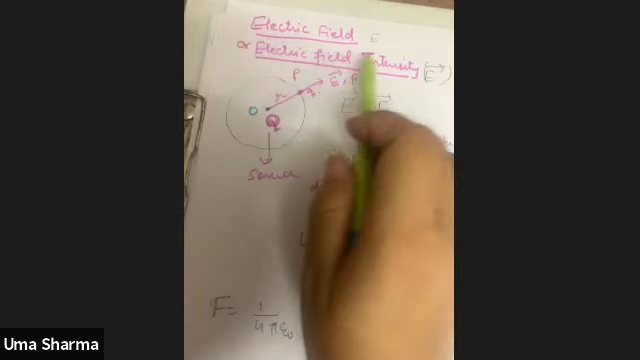 Electric Field E
or Electric field Intensity (E)
P
r q. E, F
O
Q
E F
Source
F = 1
4πε0
Uma Sharma